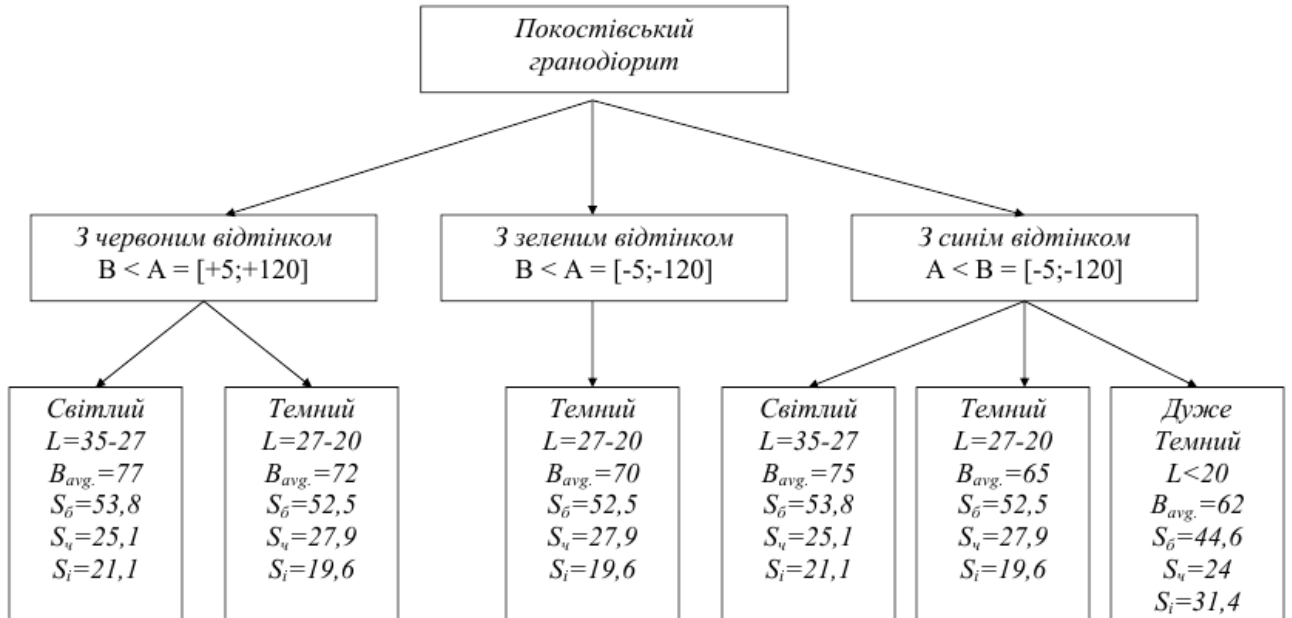 Покостівський
гранодіорит
З червоним відтінком
B < A = [+5;+120]
З зеленим відтінком
B < A = [-5;-120]
З синім відтінком
A < B = [-5;-120]
Світлий
L=35-27
Bavg.=77
Sб=53,8
Sч=25,1
Si=21,1
Темний
L=27-20
Bavg.=72
Sб=52,5
Sч=27,9
Si=19,6
Темний
L=27-20
Bavg.=70
Sб=52,5
Sч=27,9
Si=19,6
Світлий
L=35-27
Bavg.=75
Sб=53,8
Sч=25,1
Si=21,1
Темний
L=27-20
Bavg.=65
Sб=52,5
Sч=27,9
Si=19,6
Дуже
Темний
L<20
Bavg.=62
Sб=44,6
Sч=24
Si=31,4